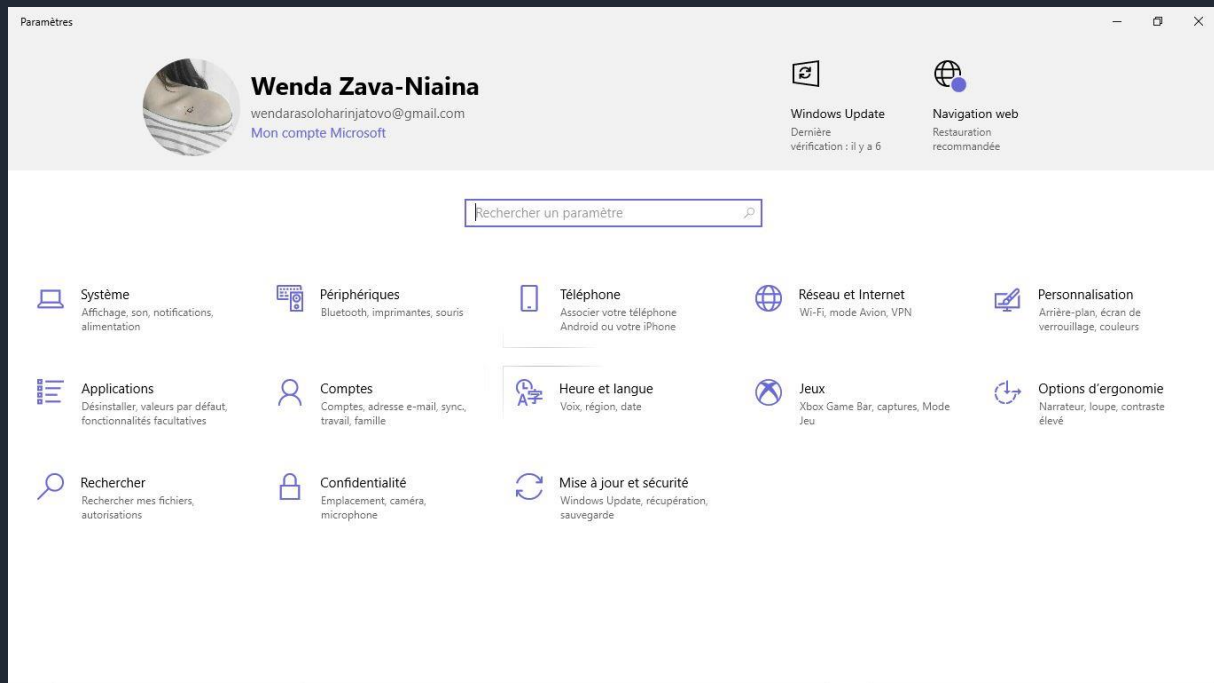 Paramètres
Wenda Zava-Niaina
wendarasoloharinjatovo@gmail.com
Mon compte Microsoft
Windows Update
Dernière
vérification : il y a 6
Navigation web
Restauration
recommandée
Rechercher un paramètre
Système
Affichage, son, notifications,
alimentation
Périphériques
Bluetooth, imprimantes, souris
Téléphone
Associer votre téléphone
Android ou votre iPhone
Réseau et Internet
Wi-Fi, mode Avion, VPN
Personnalisation
Arrière-plan, écran de
verrouillage, couleurs
Applications
Désinstaller, valeurs par défaut,
fonctionnalités facultatives
Comptes
Comptes, adresse e-mail, sync.,
travail, famille
Heure et langue
Voix, région, date
Jeux
Xbox Game Bar, captures, Mode
Jeu
Options d'ergonomie
Narrateur, loupe, contraste
élevé
Rechercher
Rechercher mes fichiers,
autorisations
Confidentialité
Emplacement, caméra,
microphone
Mise à jour et sécurité
Windows Update, récupération,
sauvegarde